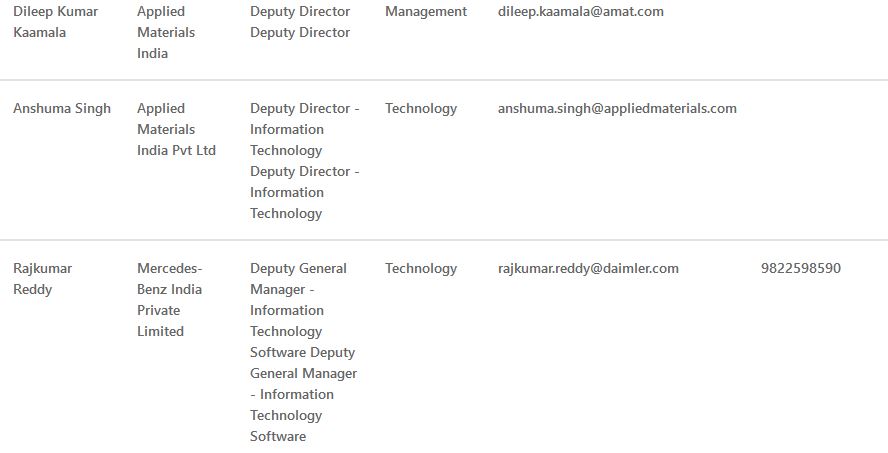 Dileep Kumar
Kaamala
Applied
Materials
India
Deputy Director
Deputy Director
Management
dileep.kaamala@amat.com
Anshuma Singh
Applied
Materials
India Pvt Ltd
Deputy Director -
Information
Technology
Deputy Director -
Information
Technology
Technology
anshuma.singh@appliedmaterials.com
Rajkumar
Reddy
Mercedes-
Benz India
Private
Limited
Deputy General
Manager -
Information
Technology
Software Deputy
General Manager
- Information
Technology
Software
Technology
rajkumar.reddy@daimler.com
9822598590